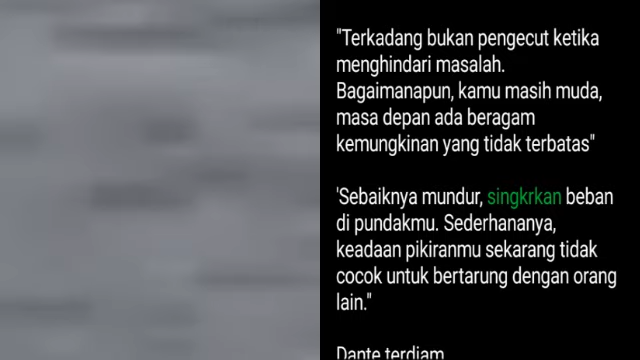 "Terkadang bukan pengecut ketika
menghindari masalah.
Bagaimanapun, kamu masih muda,
masa depan ada beragam
kemungkinan yang tidak terbatas"
'Sebaiknya mundur, singkrkan beban
di pundakmu. Sederhananya,
keadaan pikiranmu sekarang tidak
cocok untuk bertarung dengan orang
lain."
Dante terdiam